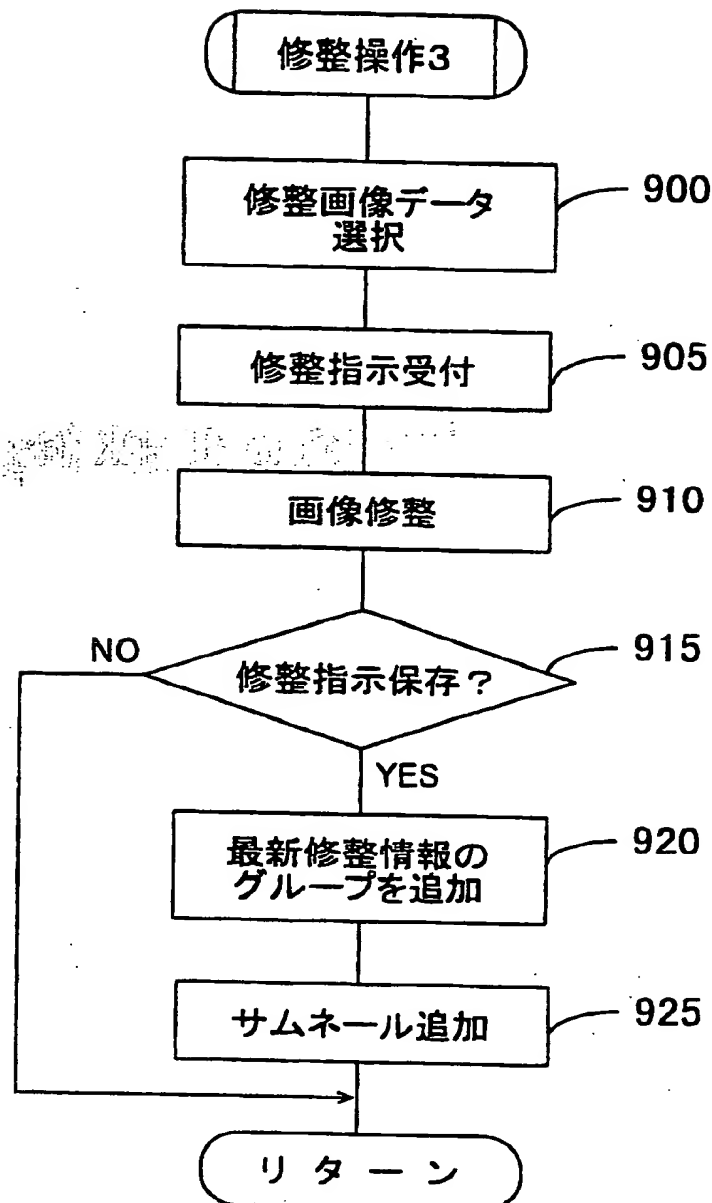 修整操作3
修整画像データ
選択
900
修整指示受付
905
画像修整
910
修整指示保存？
915
NO
YES
最新修整情報の
グループを追加
920
サムネール追加
925
リターン